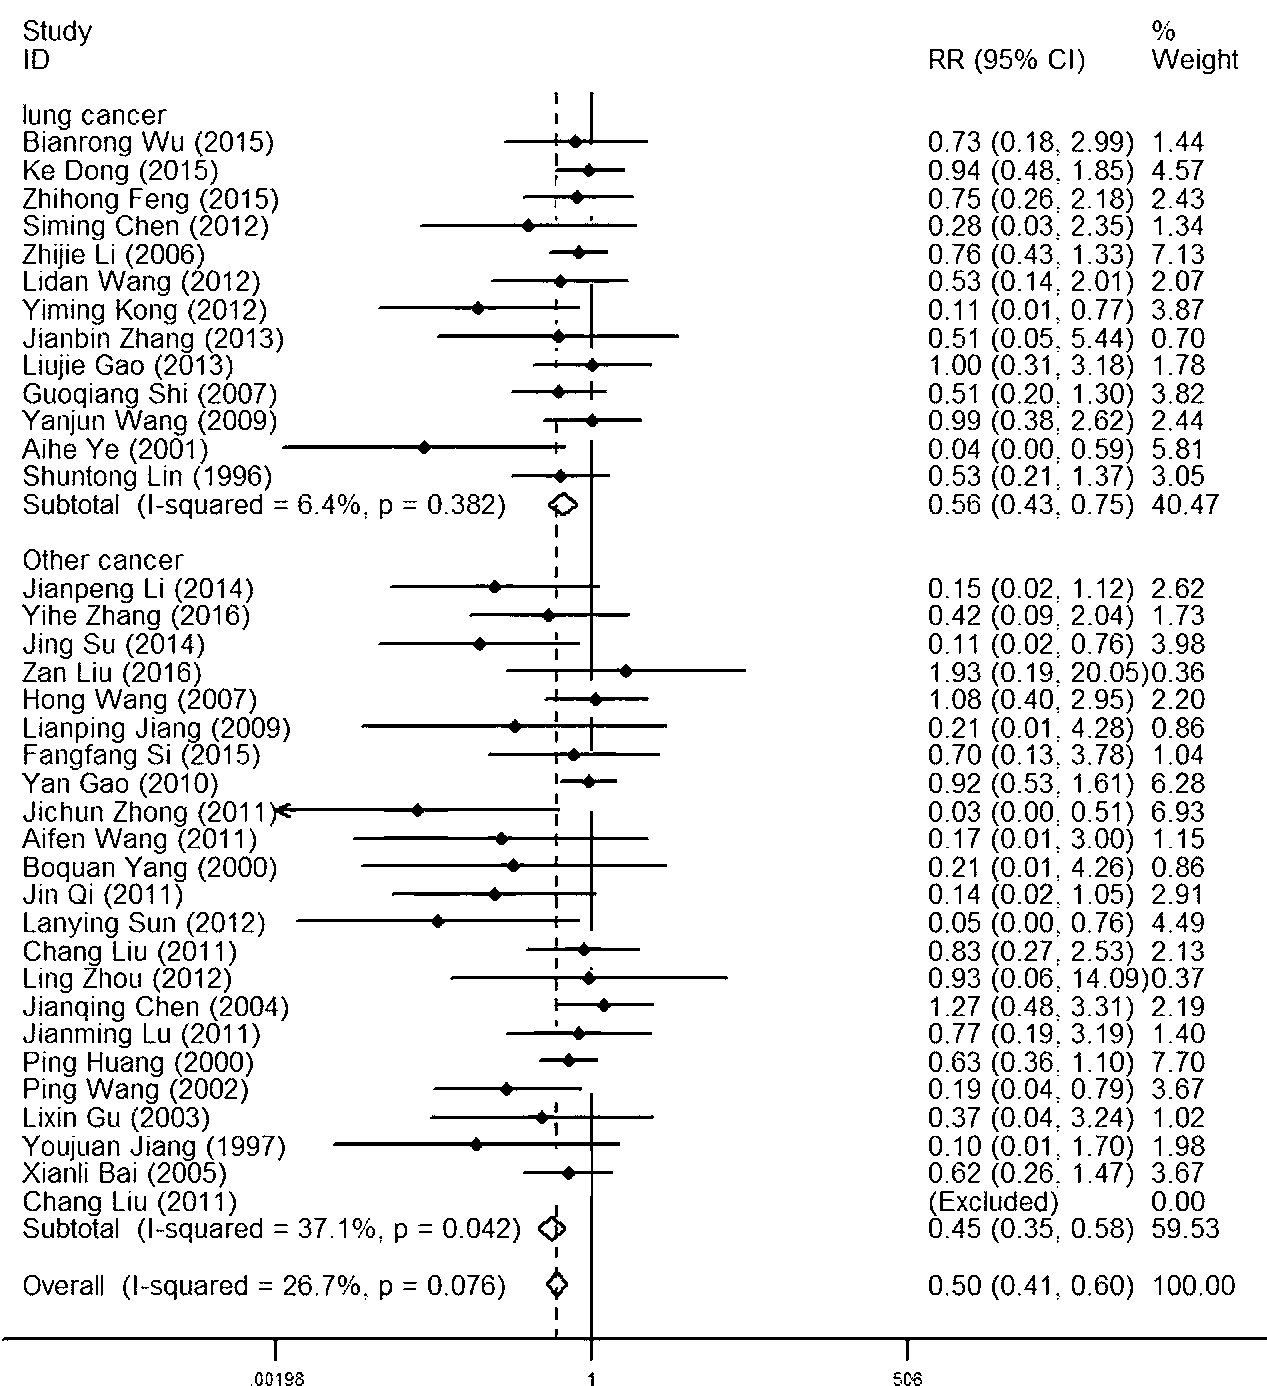 Study %
ID RR (95% CI) Weight
lung cancer
Bianrong Wu (2015) 0.73 (0.18, 2.99) 1.44
Ke Dong (2015) 0.94 (0.48, 1.85) 4.57
Zhihong Feng (2015) 0.75 (0.26, 2.18) 2.43
Siming Chen (2012) 0.28 (0.03, 2.35) 1.34
Zhijie Li (2006) 0.76 (0.43, 1.33) 7.13
Lidan Wang (2012) 0.53 (0.14, 2.01) 2.07
Yiming Kong (2012) 0.11 (0.01, 0.77) 3.87
Jianbin Zhang (2013) 0.51 (0.05, 5.44) 0.70
Liujie Gao (2013) 1.00 (0.31, 3.18) 1.78
Guoqiang Shi (2007) 0.51 (0.20, 1.30) 3.82
Yanjun Wang (2009) 0.99 (0.38, 2.62) 2.44
Aihe Ye (2001) 0.04 (0.00, 0.59) 5.81
Shuntong Lin (1996) 0.53 (0.21, 1.37) 3.05
Subtotal (I-squared = 6.4%, p = 0.382) 0.56 (0.43, 0.75) 40.47
Other cancer
Jianpeng Li (2014) 0.15 (0.02, 1.12) 2.62
Yihe Zhang (2016) 0.42 (0.09, 2.04) 1.73
Jing Su (2014) 0.11 (0.02, 0.76) 3.98
Zan Liu (2016) 1.93 (0.19, 20.05) 0.36
Hong Wang (2007) 1.08 (0.40, 2.95) 2.20
Lianping Jiang (2009) 0.21 (0.01, 4.28) 0.86
Fangfang Si (2015) 0.70 (0.13, 3.78) 1.04
Yan Gao (2010) 0.92 (0.53, 1.61) 6.28
Jichun Zhong (2011) 0.03 (0.00, 0.51) 6.93
Aifen Wang (2011) 0.17 (0.01, 3.00) 1.15
Boquan Yang (2000) 0.21 (0.01, 4.26) 0.86
Jin Qi (2011) 0.14 (0.02, 1.05) 2.91
Lanying Sun (2012) 0.05 (0.00, 0.76) 4.49
Chang Liu (2011) 0.83 (0.27, 2.53) 2.13
Ling Zhou (2012) 0.93 (0.06, 14.09) 0.37
Jianqing Chen (2004) 1.27 (0.48, 3.31) 2.19
Jianming Lu (2011) 0.77 (0.19, 3.19) 1.40
Ping Huang (2000) 0.63 (0.36, 1.10) 7.70
Ping Wang (2002) 0.19 (0.04, 0.79) 3.67
Lixin Gu (2003) 0.37 (0.04, 3.24) 1.02
Youjuan Jiang (1997) 0.10 (0.01, 1.70) 1.98
Xianli Bai (2005) 0.62 (0.26, 1.47) 3.67
Chang Liu (2011) (Excluded) 0.00
Subtotal (I-squared = 37.1%, p = 0.042) 0.45 (0.35, 0.58) 59.53
Overall (I-squared = 26.7%, p = 0.076) 0.50 (0.41, 0.60) 100.00
.00198 1 506